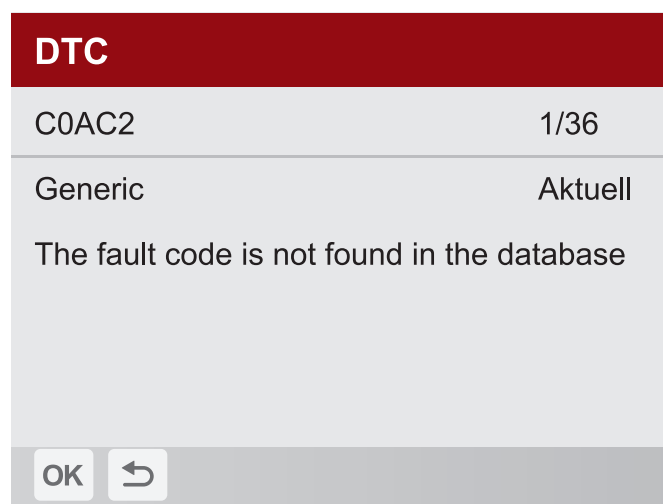 DTC
C0AC2 1/36
Generic Aktuell
The fault code is not found in the database
OK